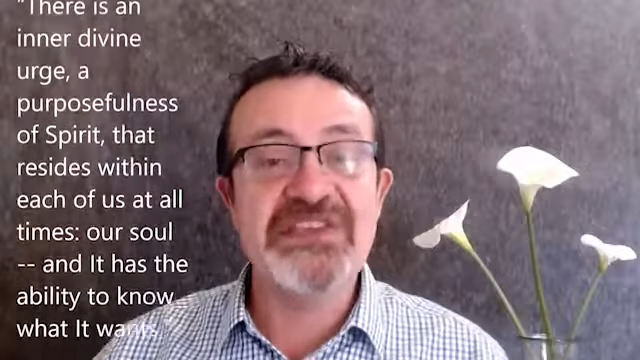 "There is an
inner divine
urge, a
purposefulness
of Spirit, that
resides within
each of us at all
times: our soul
-- and It has the
ability to know
what It wants."